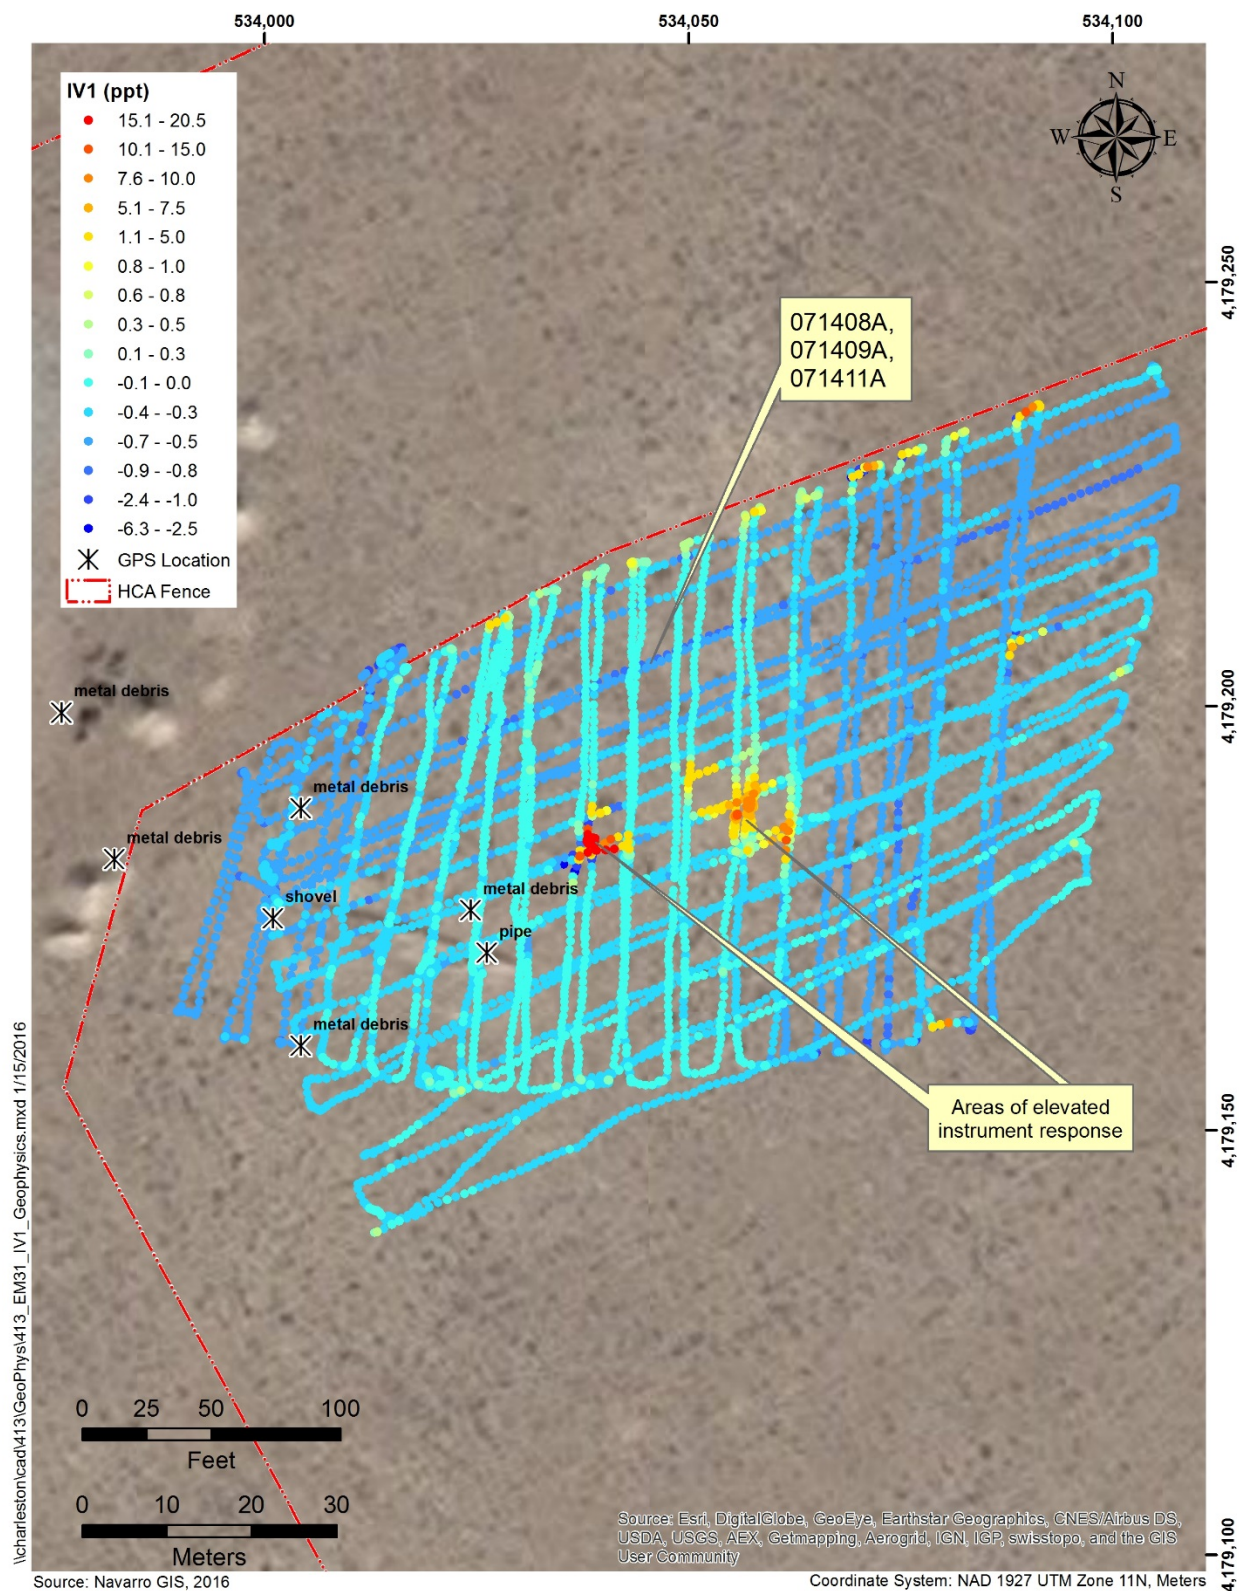 534,000
534,050
534,100
IV1 (ppt)
15.1 - 20.5
10.1 - 15.0
7.6 - 10.0
5.1 - 7.5
1.1 - 5.0
0.8 - 1.0
0.6 - 0.8
0.3 - 0.5
0.1 - 0.3
-0.1 - 0.0
-0.4 - -0.3
-0.7 - -0.5
-0.9 - -0.8
-2.4 - -1.0
-6.3 - -2.5
GPS Location
HCA Fence
N
W
E
S
4,179,250
071408A,
071409A,
071411A
metal debris
4,179,200
metal debris
metal debris
shovel
metal debris
pipe
metal debris
Areas of elevated
instrument response
4,179,150
\\charleston\cad\413\GeoPhys\413_EM31_IV1_Geophysics.mxd 1/15/2016
0 25 50 100
Feet
0 10 20 30
Meters
Source: Esri, DigitalGlobe, GeoEye, Earthstar Geographics, CNES/Airbus DS,
USDA, USGS, AEX, Getmapping, Aerogrid, IGN, IGP, swisstopo, and the GIS
User Community
4,179,100
Source: Navarro GIS, 2016
Coordinate System: NAD 1927 UTM Zone 11N, Meters